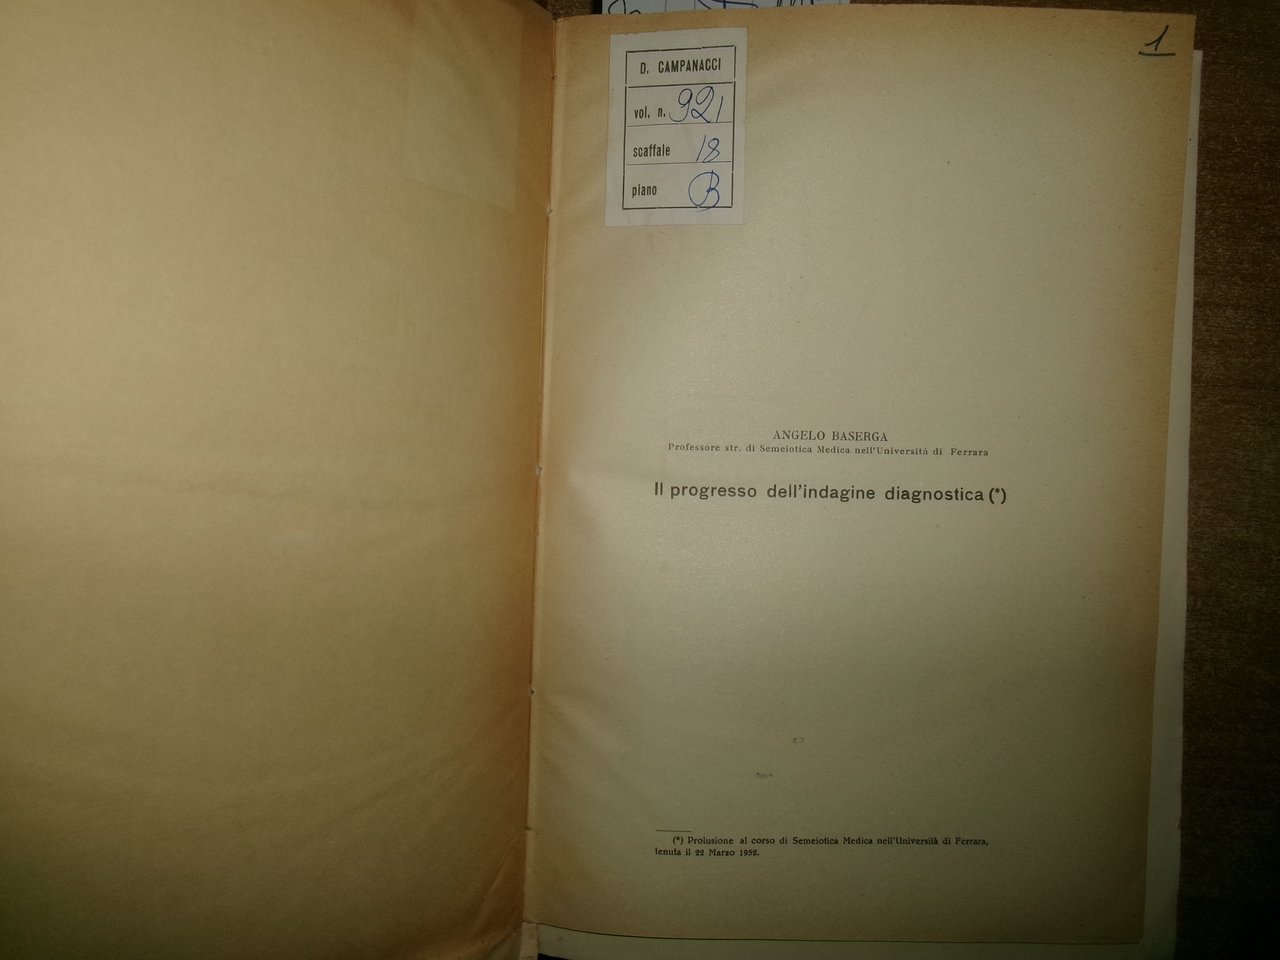 1
D. CAMPANACCI
vol. n. 921
scaffale 18
piano B
ANGELO BASERGA
Professore str. di Semeiotica Medica nell'Università di Ferrara
Il progresso dell'indagine diagnostica (*)
(*) Prolusione al corso di Semeiotica Medica nell'Università di Ferrara,
tenuta il 22 Marzo 1952.